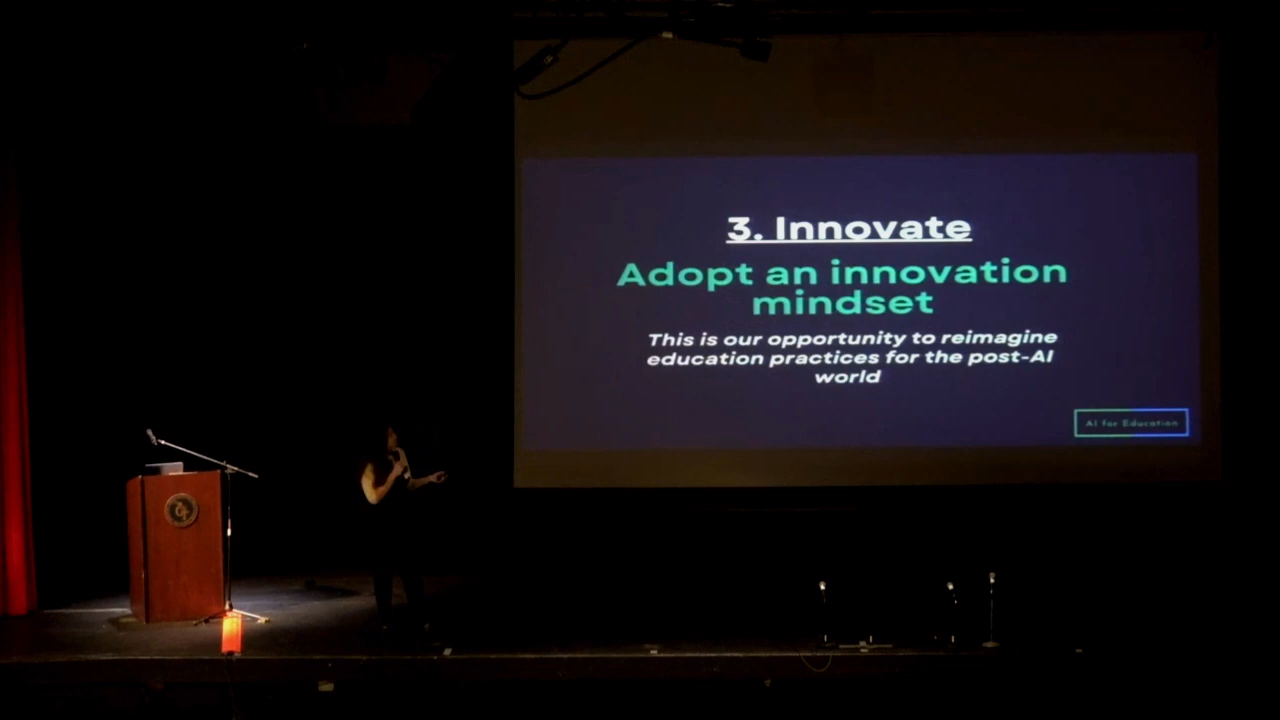 3. Innovate
Adopt an innovation
mindset
This is our opportunity to reimagine
education practices for the post-AI
world
AI for Education